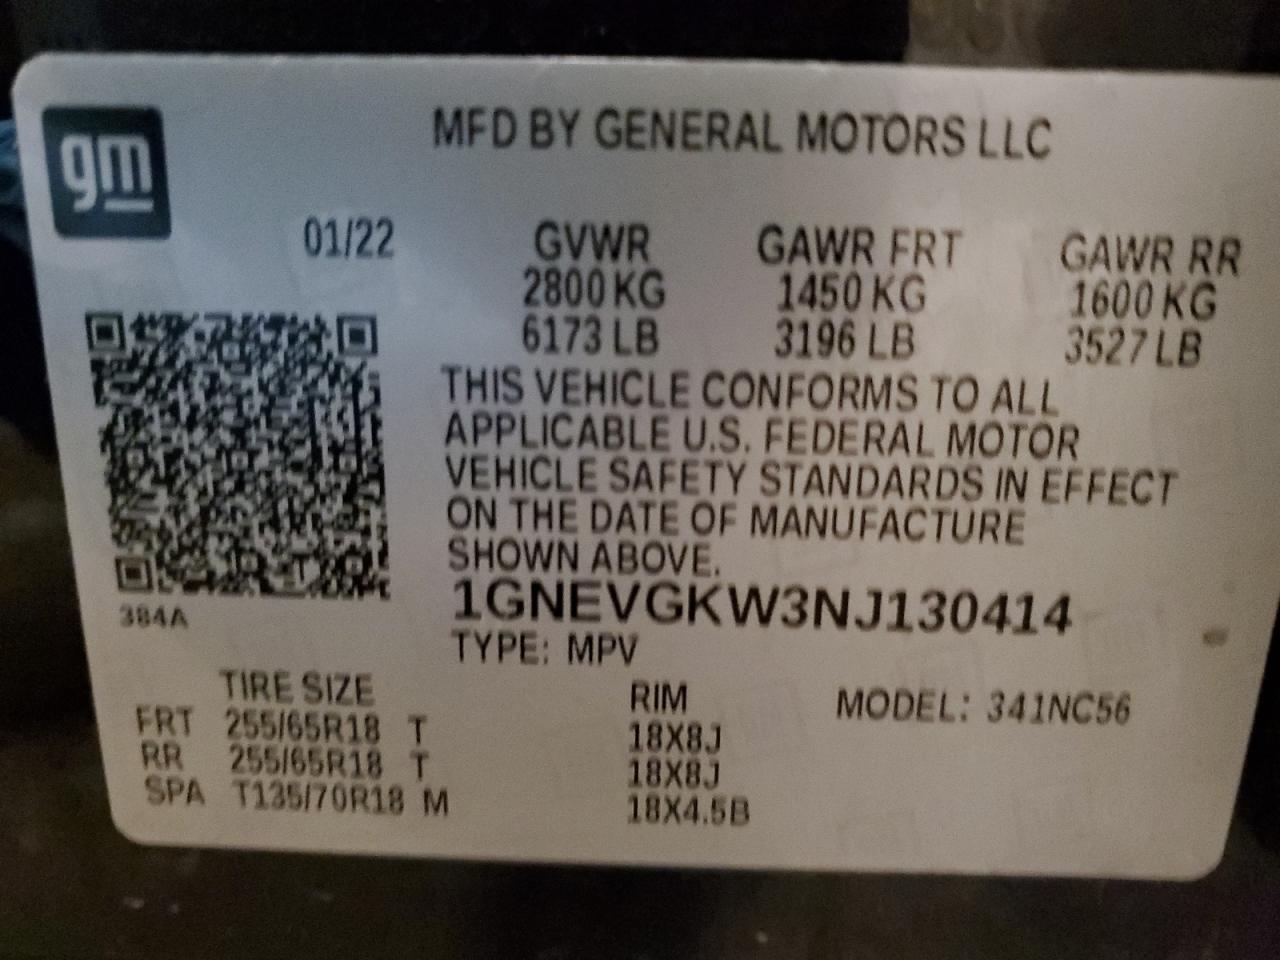 gm
MFD BY GENERAL MOTORS LLC
01/22 GVWR GAWR FRT GAWR RR
2800 KG 1450 KG 1600 KG
6173 LB 3196 LB 3527 LB
THIS VEHICLE CONFORMS TO ALL
APPLICABLE U.S. FEDERAL MOTOR
VEHICLE SAFETY STANDARDS IN EFFECT
ON THE DATE OF MANUFACTURE
SHOWN ABOVE.
1GNEVGKW3NJ130414
384A
TYPE: MPV
TIRE SIZE RIM MODEL: 341NC56
FRT 255/65R18 T 18X8J
RR 255/65R18 T 18X8J
SPA T135/70R18 M 18X4.5B